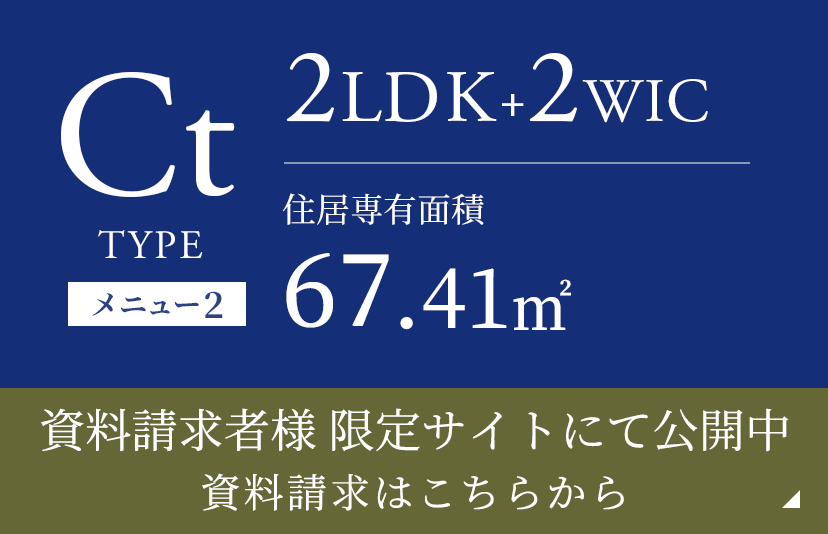 Ct
TYPE
メニュー2
2LDK+2WIC
住居専有面積
67.41㎡
資料請求者様 限定サイトにて公開中
資料請求はこちらから